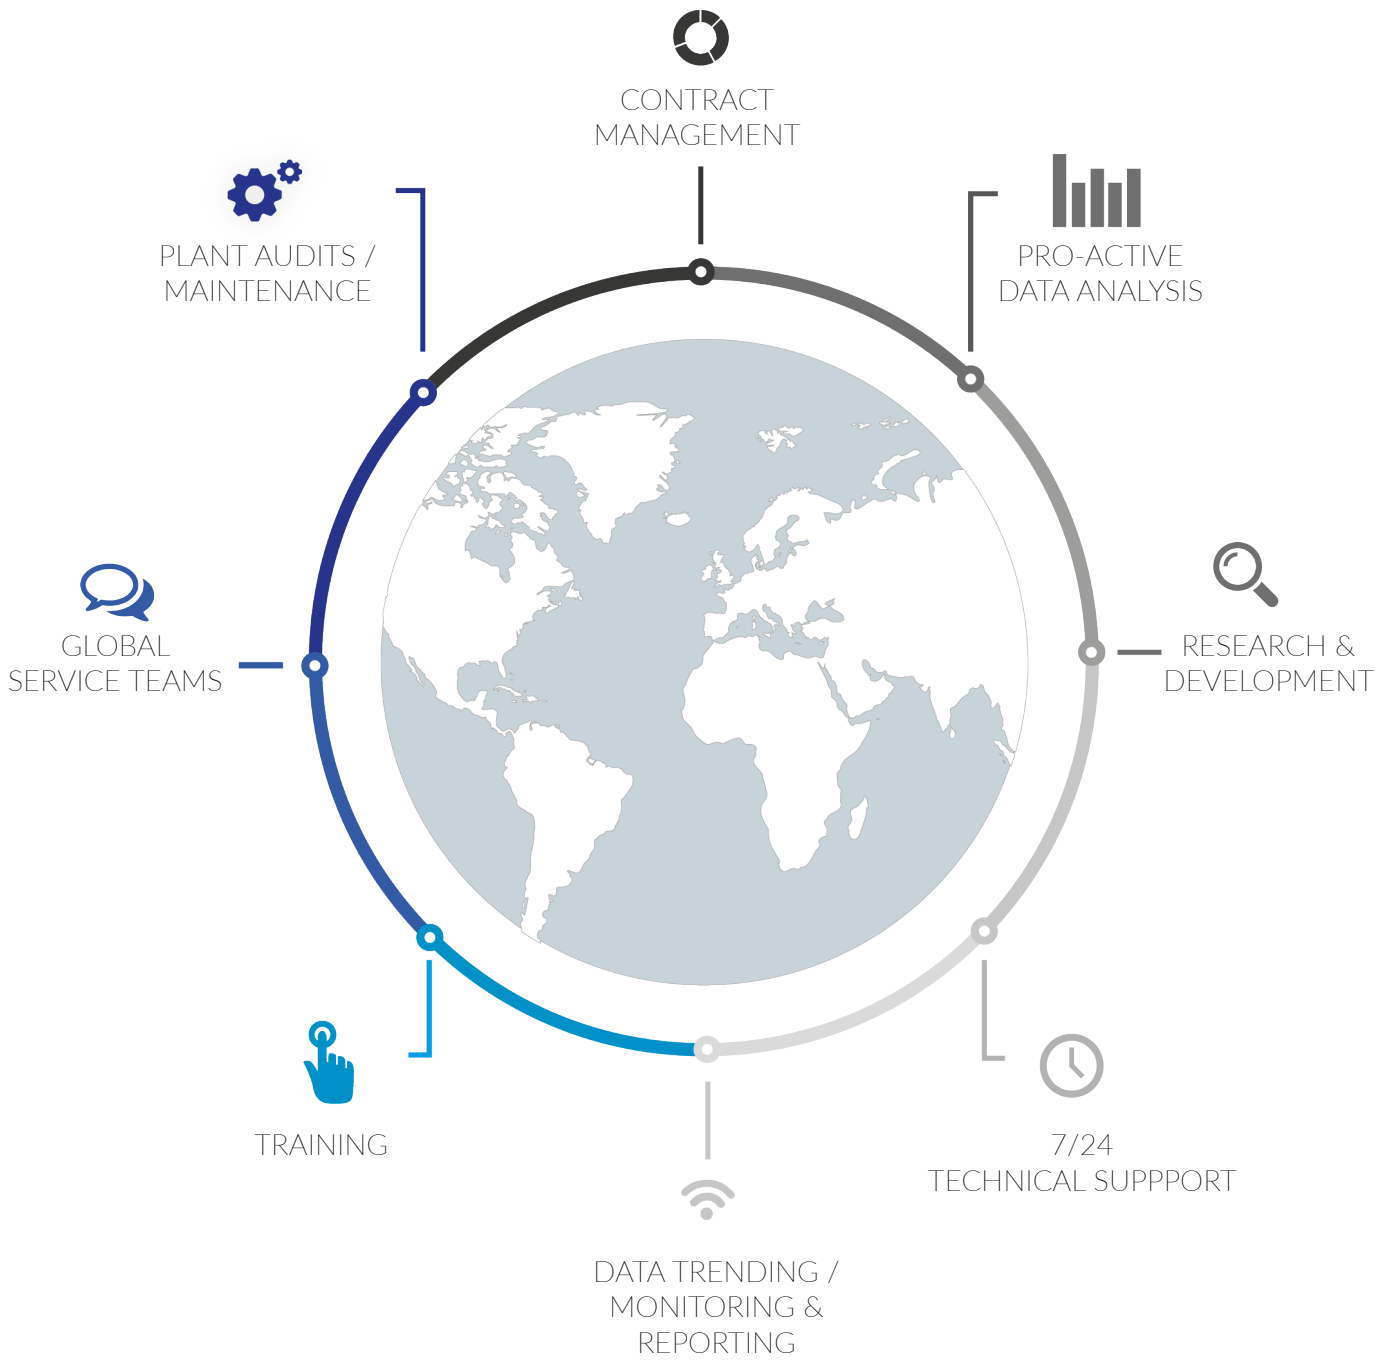 CONTRACT
MANAGEMENT
PLANT AUDITS /
MAINTENANCE
PRO-ACTIVE
DATA ANALYSIS
GLOBAL
SERVICE TEAMS
RESEARCH &
DEVELOPMENT
TRAINING
7/24
TECHNICAL SUPPPORT
DATA TRENDING /
MONITORING &
REPORTING